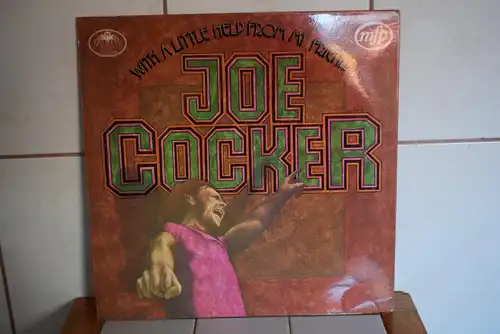 WITH A LITTLE HELP FROM MY FRIENDS
mfp
JOE
COCKER